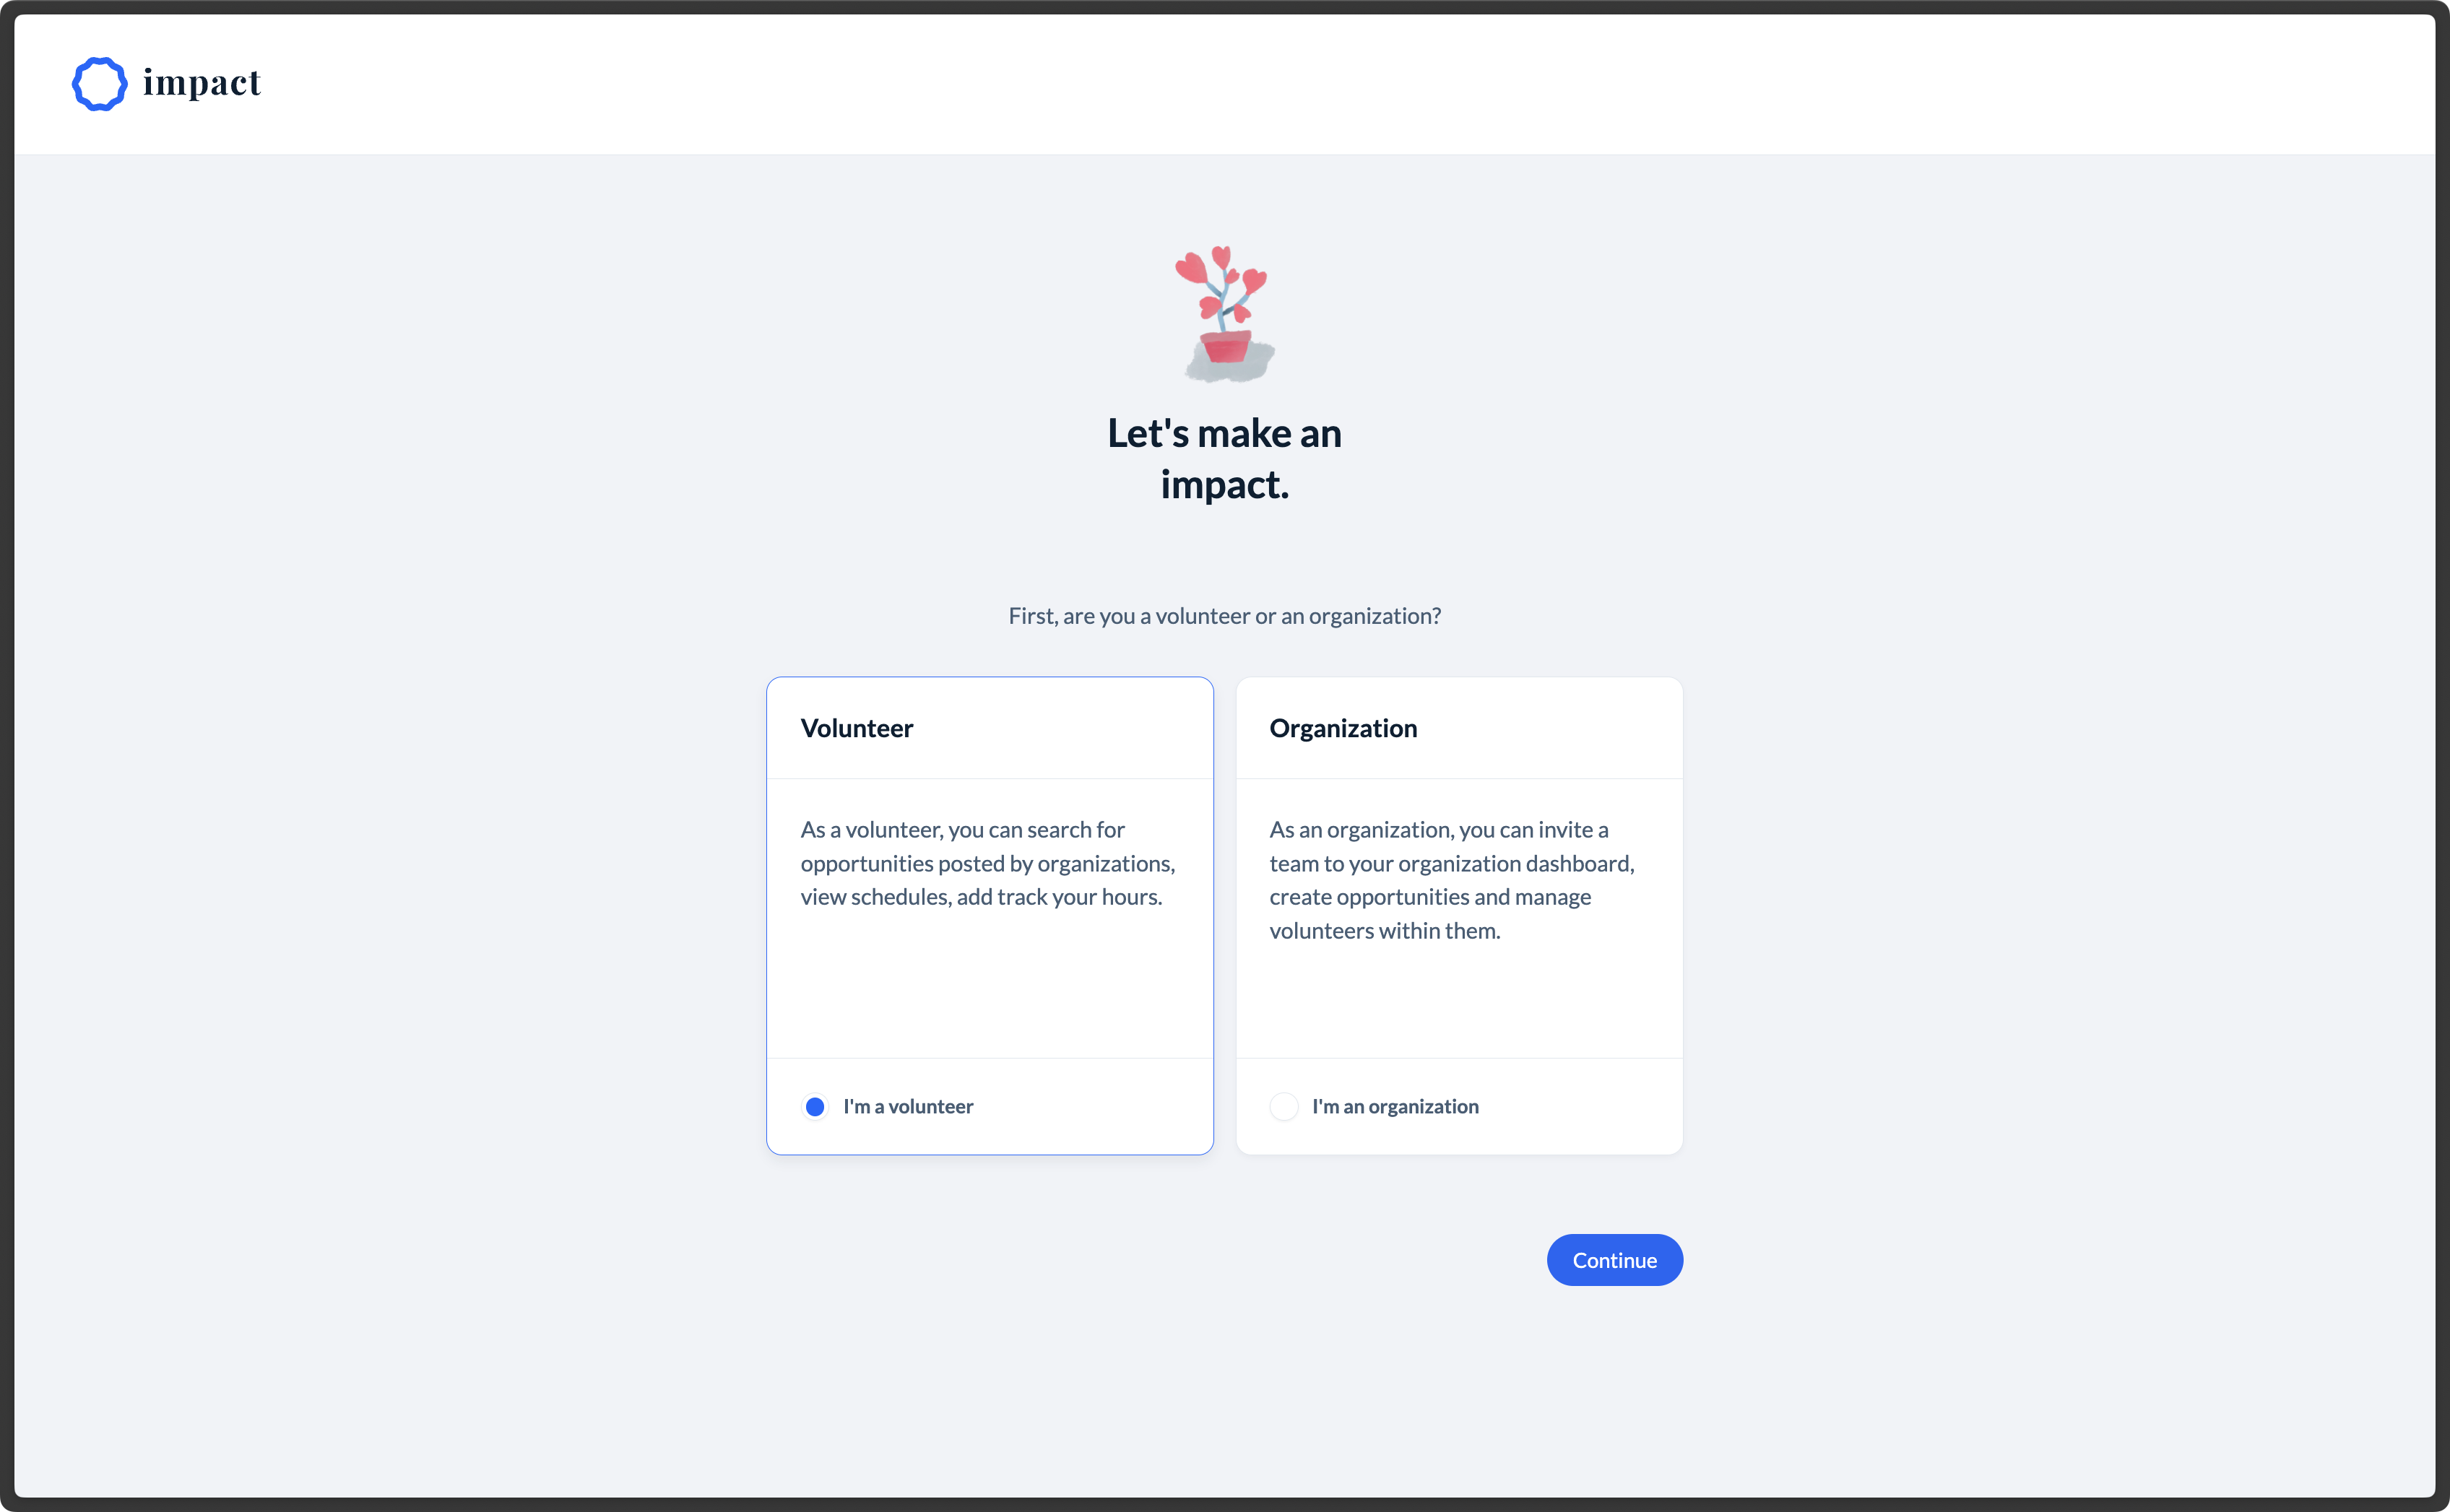 impact
Let's make an
impact.
First, are you a volunteer or an organization?
Volunteer
As a volunteer, you can search for
opportunities posted by organizations,
view schedules, add track your hours.
I'm a volunteer
Organization
As an organization, you can invite a
team to your organization dashboard,
create opportunities and manage
volunteers within them.
I'm an organization
Continue